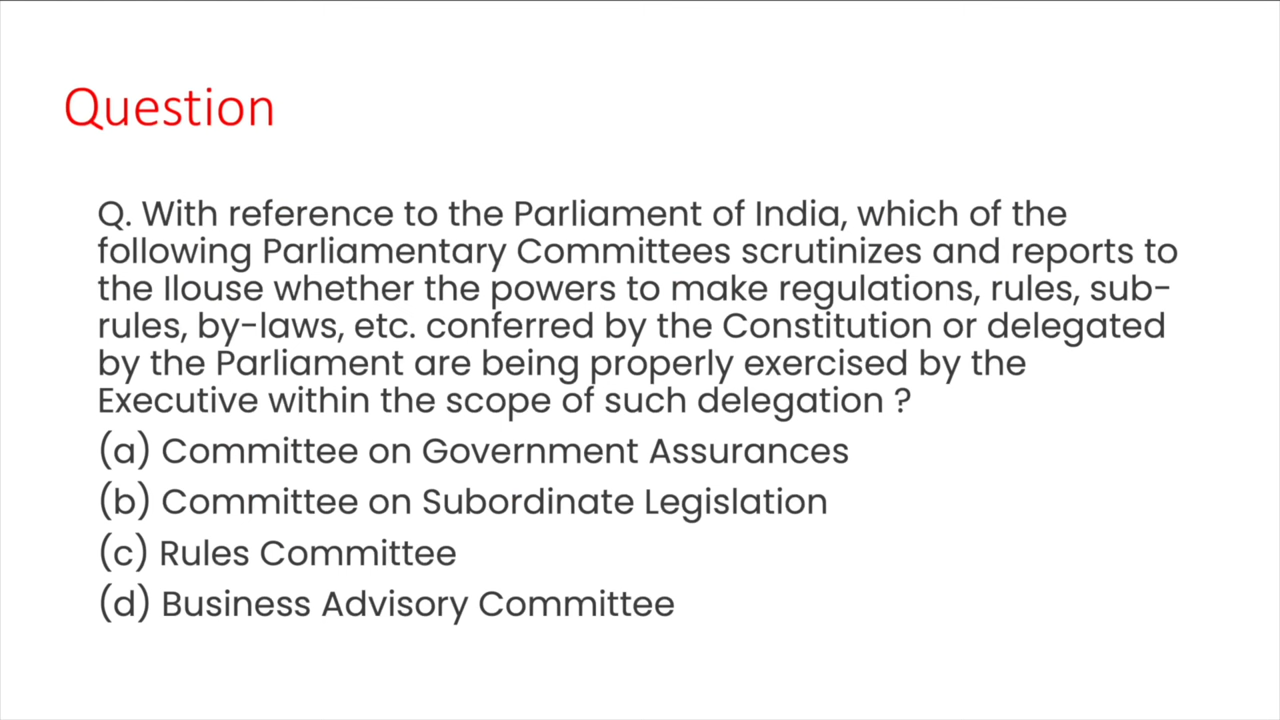 Question
Q. With reference to the Parliament of India, which of the
following Parliamentary Committees scrutinizes and reports to
the Ilouse whether the powers to make regulations, rules, sub-
rules, by-laws, etc. conferred by the Constitution or delegated
by the Parliament are being properly exercised by the
Executive within the scope of such delegation ?
(a) Committee on Government Assurances
(b) Committee on Subordinate Legislation
(c) Rules Committee
(d) Business Advisory Committee